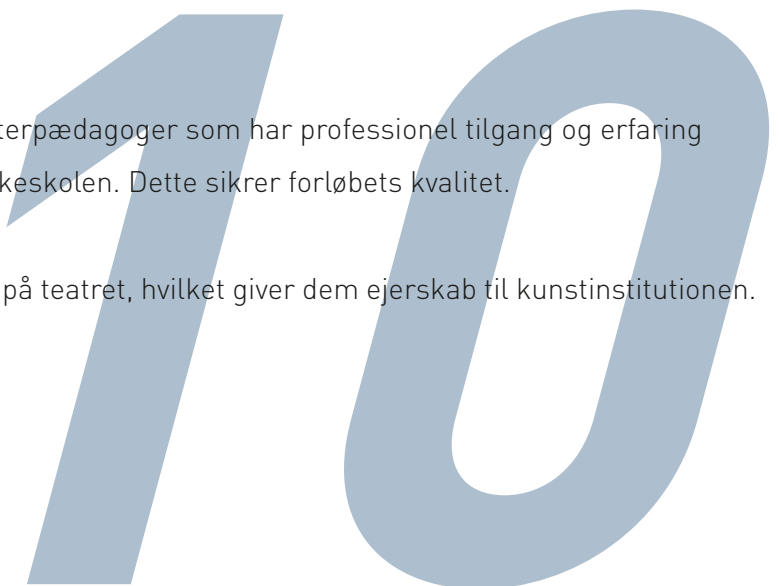 10
terpædagoger som har professionel tilgang og erfaring
keskolen. Dette sikrer forløbets kvalitet.
på teatret, hvilket giver dem ejerskab til kunstinstitutionen.